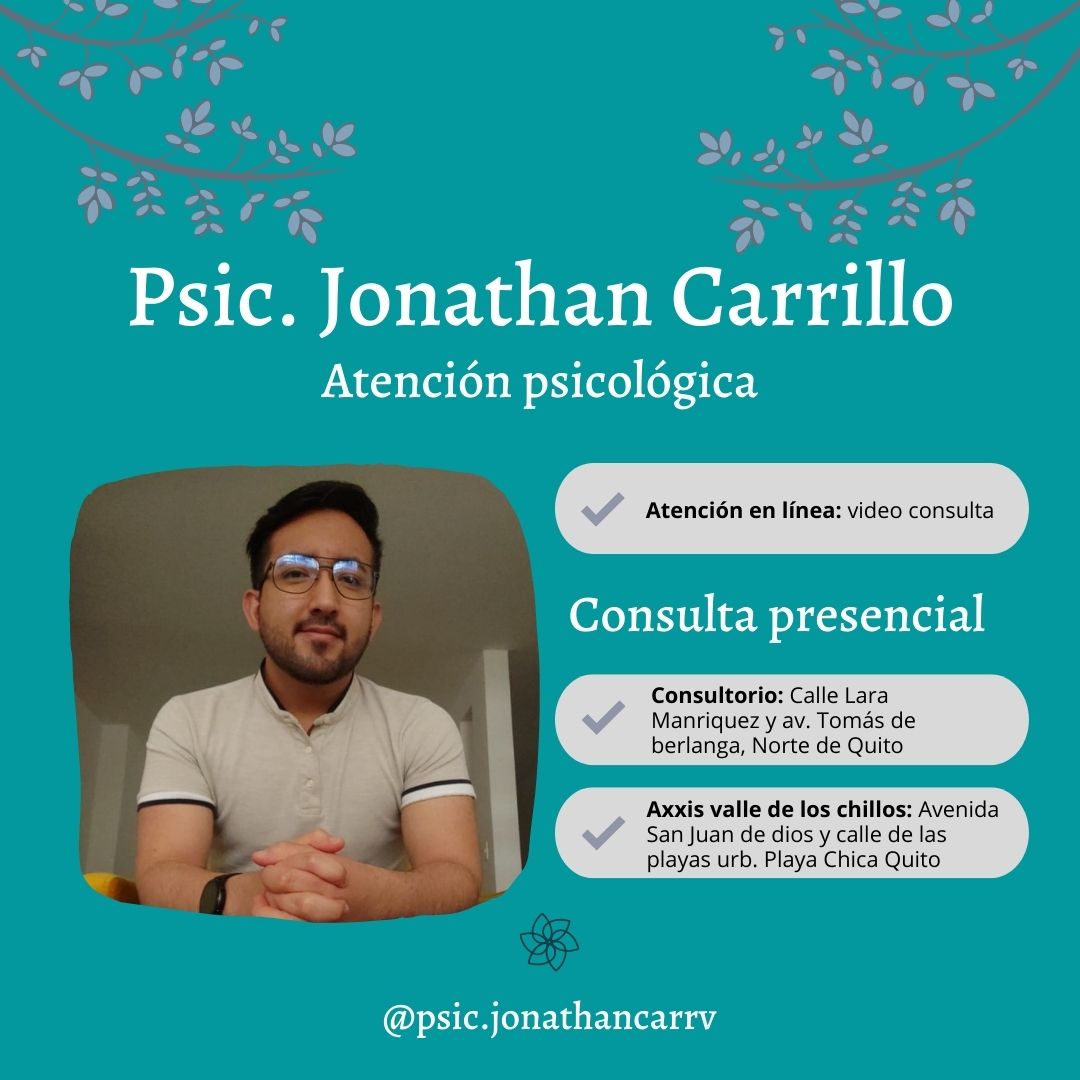 Psic. Jonathan Carrillo
Atención psicológica
Atención en línea: video consulta
Consulta presencial
Consultorio: Calle Lara
Manriquez y av. Tomás de
berlanga, Norte de Quito
Axxis valle de los chillos: Avenida
San Juan de dios y calle de las
playas urb. Playa Chica Quito
@psic.jonathancarrv